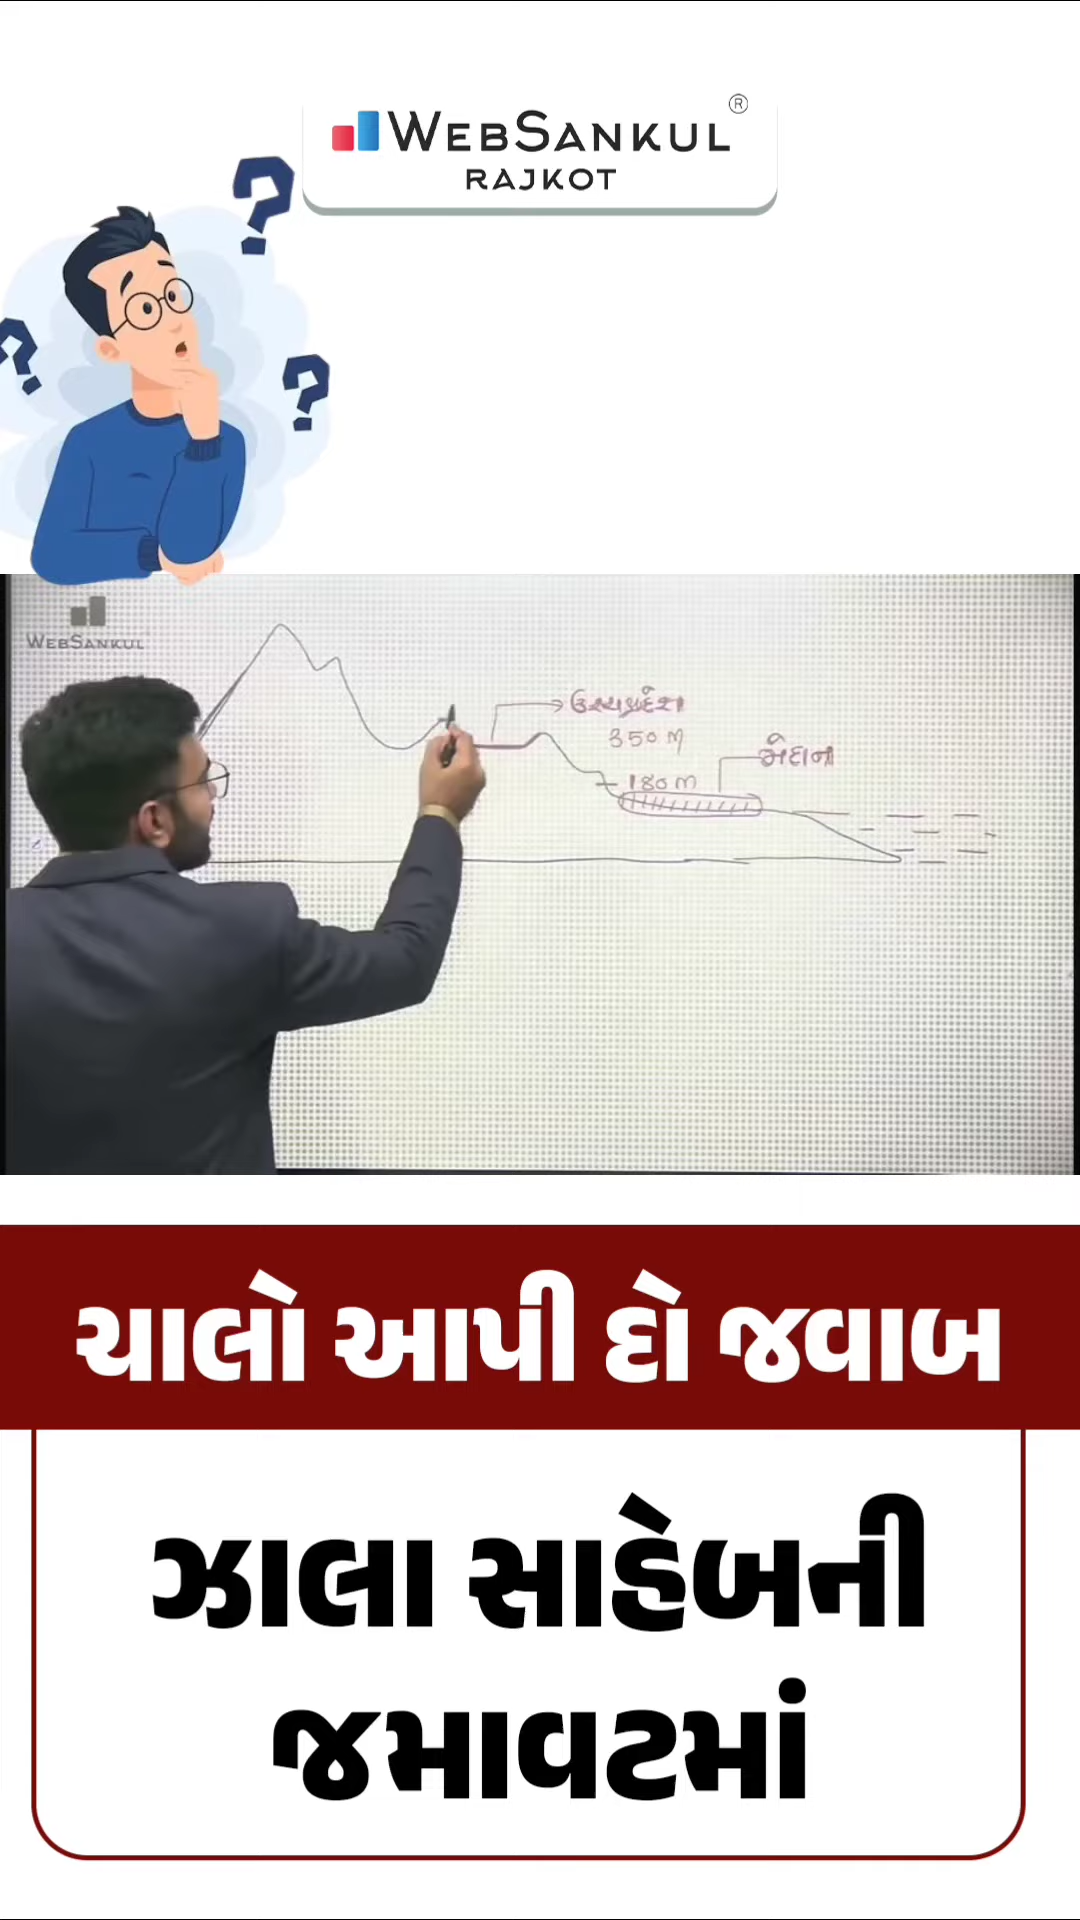 WEBSANKUL®
RAJKOT
?
?
?
WEBSANKUL
ઉચ્ચપ્રદેશ
350 m
મેદાન
180 m
ચાલો આપી દો જવાબ
ઝાલા સાહેબની
જમાવટમાં